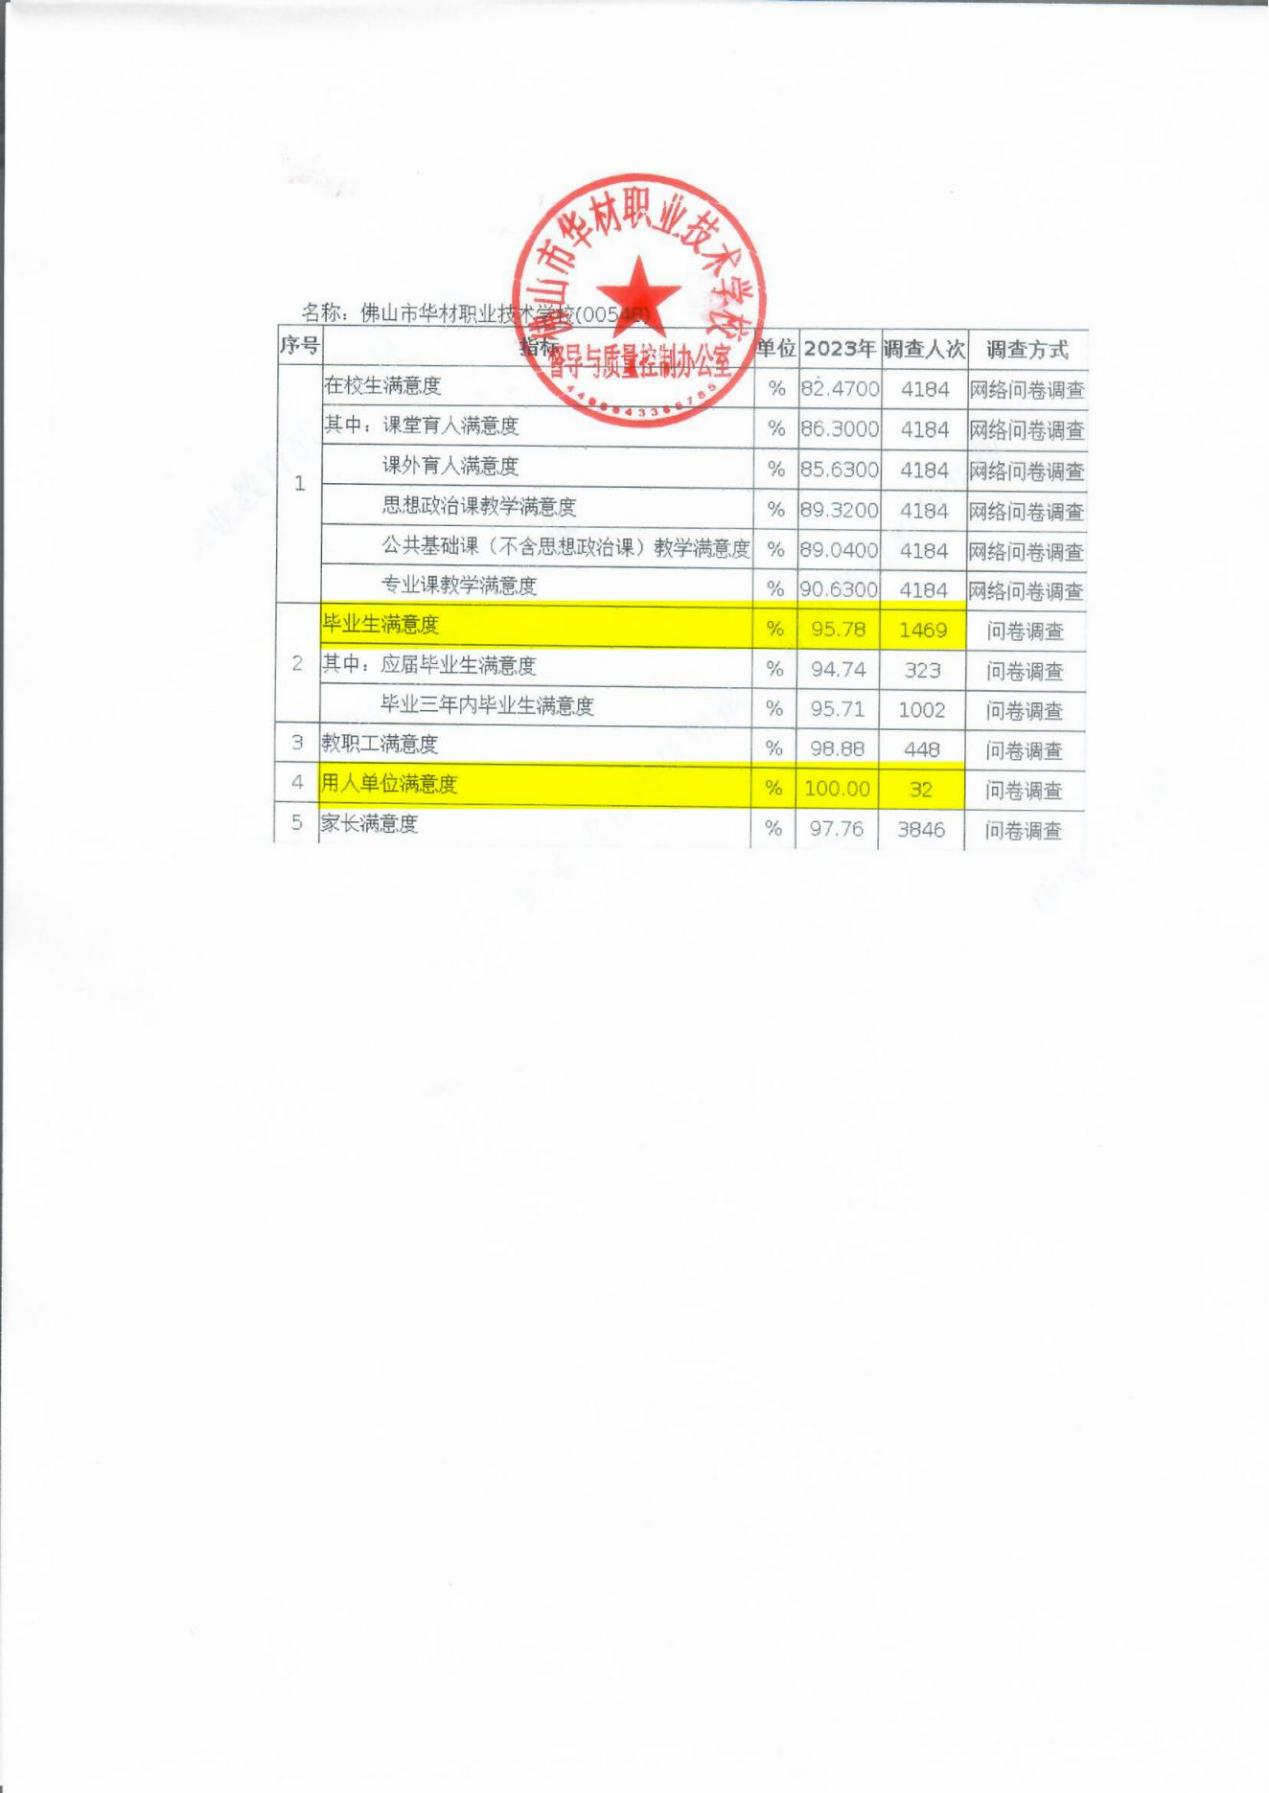 佛山市华材职业技术学校
督导与质量控制办公室
名称：佛山市华材职业技术学校(00548)
序号 指标 单位 2023年 调查人次 调查方式
1 在校生满意度 % 82.4700 4184 网络问卷调查
其中：课堂育人满意度 % 86.3000 4184 网络问卷调查
课外育人满意度 % 85.6300 4184 网络问卷调查
思想政治课教学满意度 % 89.3200 4184 网络问卷调查
公共基础课（不含思想政治课）教学满意度 % 89.0400 4184 网络问卷调查
专业课教学满意度 % 90.6300 4184 网络问卷调查
2 毕业生满意度 % 95.78 1469 问卷调查
其中：应届毕业生满意度 % 94.74 323 问卷调查
毕业三年内毕业生满意度 % 95.71 1002 问卷调查
3 教职工满意度 % 98.88 448 问卷调查
4 用人单位满意度 % 100.00 32 问卷调查
5 家长满意度 % 97.76 3846 问卷调查